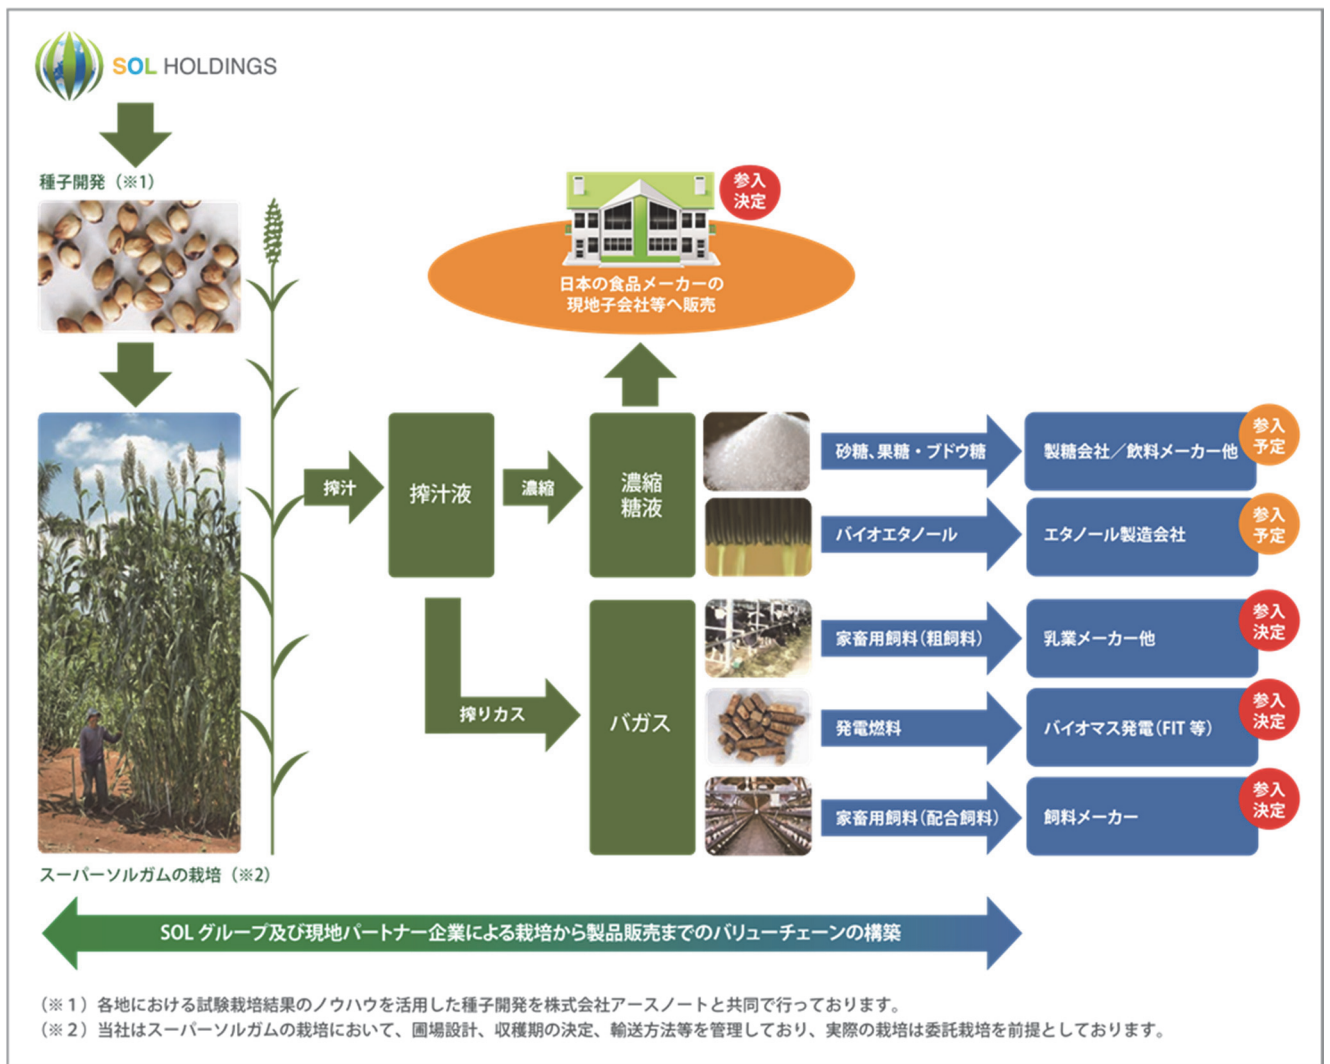 SOL HOLDINGS
種子開発（※1）
参入
決定
日本の食品メーカーの
現地子会社等へ販売
搾汁
搾汁液
濃縮
濃縮
糖液
砂糖、果糖・ブドウ糖
製糖会社／飲料メーカー他
参入
予定
バイオエタノール
エタノール製造会社
参入
予定
搾りカス
バガス
家畜用飼料（粗飼料）
乳業メーカー他
参入
決定
発電燃料
バイオマス発電（FIT 等）
参入
決定
家畜用飼料（配合飼料）
飼料メーカー
参入
決定
スーパーソルガムの栽培（※2）
SOL グループ及び現地パートナー企業による栽培から製品販売までのバリューチェーンの構築
（※１）各地における試験栽培結果のノウハウを活用した種子開発を株式会社アースノートと共同で行っております。
（※２）当社はスーパーソルガムの栽培において、圃場設計、収穫期の決定、輸送方法等を管理しており、実際の栽培は委託栽培を前提としております。